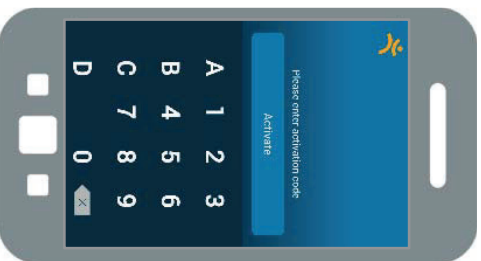 Please enter activation code
Activate
A 1 2 3
B 4 5 6
C 7 8 9
D 0 ×